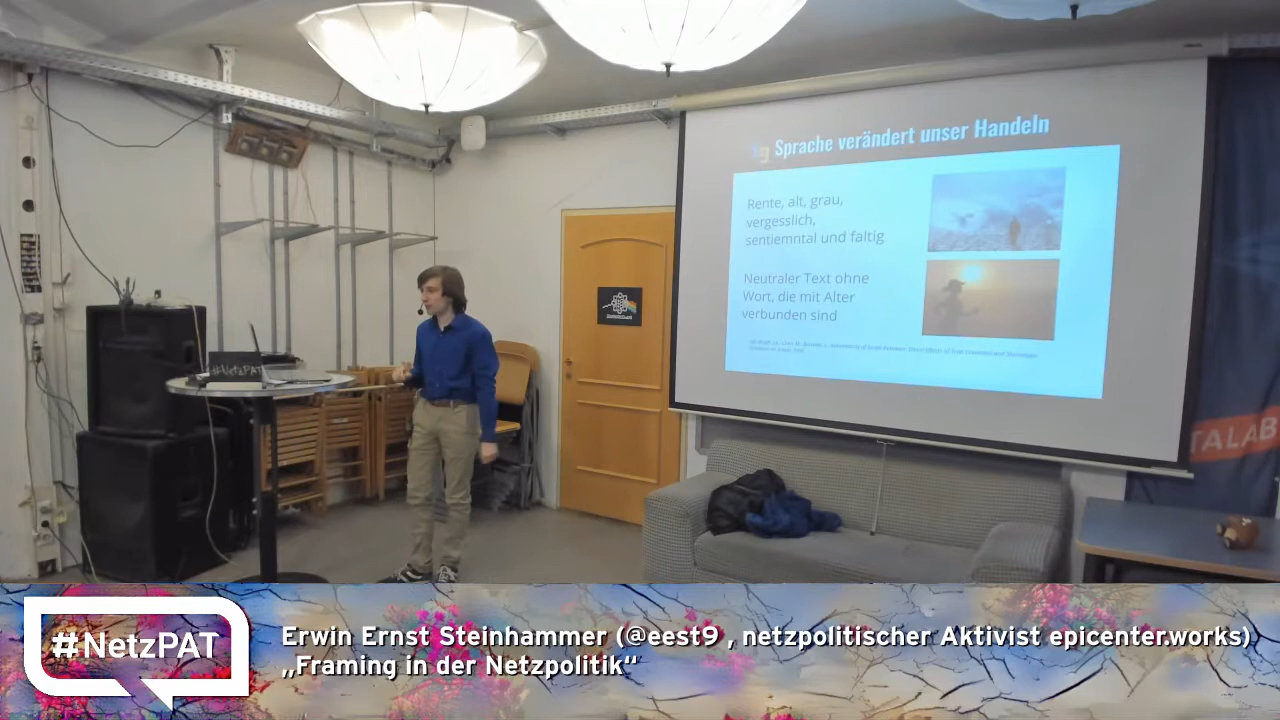 Sprache verändert unser Handeln
Rente, alt, grau,
vergesslich,
sentiemntal und faltig
Neutraler Text ohne
Wort, die mit Alter
verbunden sind
#NetzPAT
TALAB
#NetzPAT
Erwin Ernst Steinhammer (@eest9 , netzpolitischer Aktivist epicenter.works)
„Framing in der Netzpolitik“